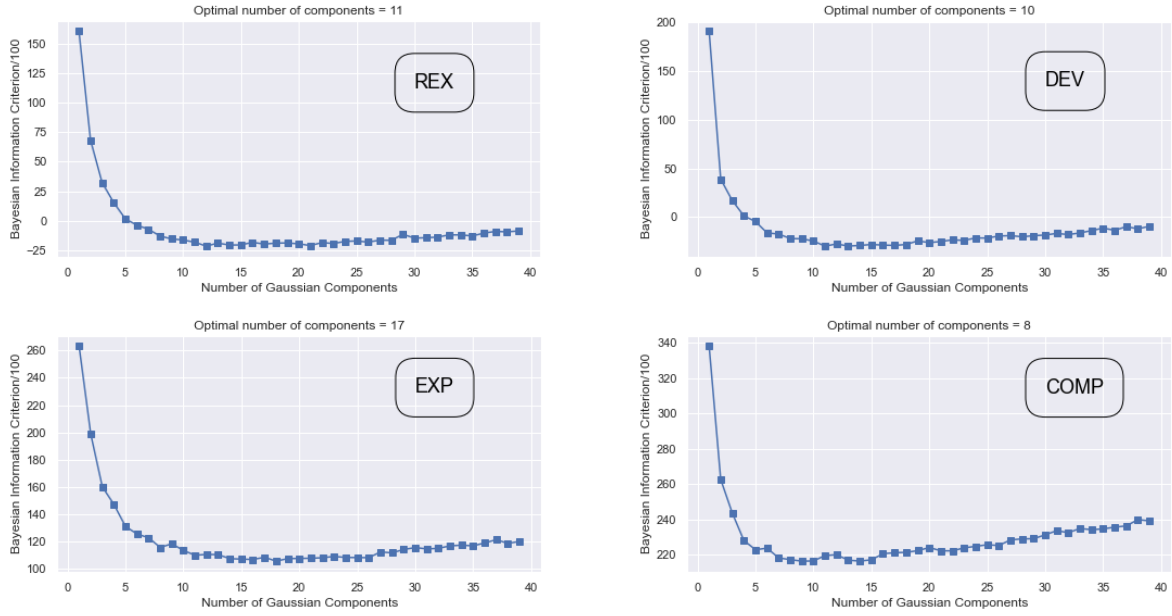 Optimal number of components = 11
Bayesian Information Criterion/100
150
125
100
75
50
25
0
−25
REX
0 5 10 15 20 25 30 35 40
Number of Gaussian Components
Optimal number of components = 10
Bayesian Information Criterion/100
200
150
100
50
0
DEV
0 5 10 15 20 25 30 35 40
Number of Gaussian Components
Optimal number of components = 17
Bayesian Information Criterion/100
260
240
220
200
180
160
140
120
100
EXP
0 5 10 15 20 25 30 35 40
Number of Gaussian Components
Optimal number of components = 8
Bayesian Information Criterion/100
340
320
300
280
260
240
220
COMP
0 5 10 15 20 25 30 35 40
Number of Gaussian Components